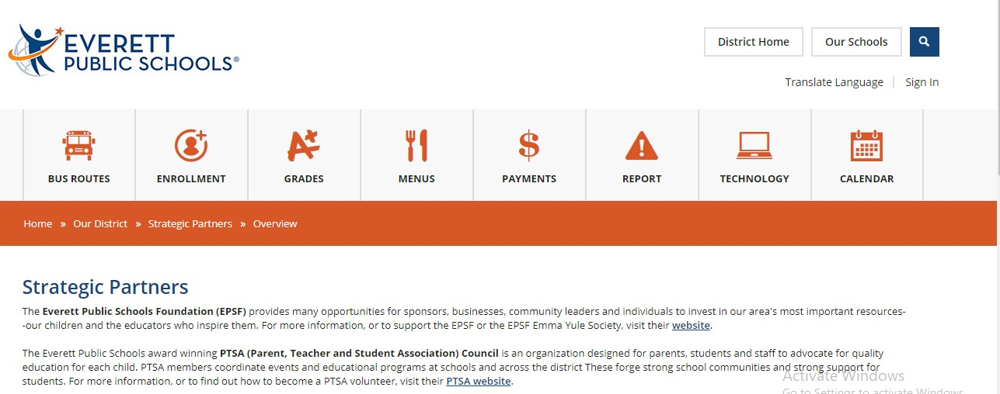 EVERETT
PUBLIC SCHOOLS®
District Home
Our Schools
Translate Language
Sign In
BUS ROUTES
ENROLLMENT
A+
GRADES
MENUS
$
PAYMENTS
!
REPORT
TECHNOLOGY
CALENDAR
Home » Our District » Strategic Partners » Overview
Strategic Partners
The Everett Public Schools Foundation (EPSF) provides many opportunities for sponsors, businesses, community leaders and individuals to invest in our area's most important resources-
-our children and the educators who inspire them. For more information, or to support the EPSF or the EPSF Emma Yule Society, visit their website.
The Everett Public Schools award winning PTSA (Parent, Teacher and Student Association) Council is an organization designed for parents, students and staff to advocate for quality
education for each child. PTSA members coordinate events and educational programs at schools and across the district These forge strong school communities and strong support for
students. For more information, or to find out how to become a PTSA volunteer, visit their PTSA website.
Activate Windows
Go to Settings to activate Windows.